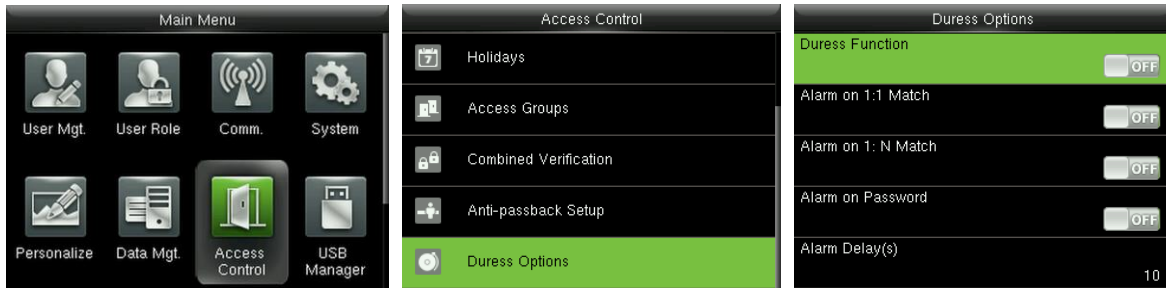 Main Menu
User Mgt.
User Role
Comm.
System
Personalize
Data Mgt.
Access
Control
USB
Manager
Access Control
7
Holidays
Access Groups
Combined Verification
Anti-passback Setup
Duress Options
Duress Options
Duress Function
OFF
Alarm on 1:1 Match
OFF
Alarm on 1: N Match
OFF
Alarm on Password
OFF
Alarm Delay(s)
10